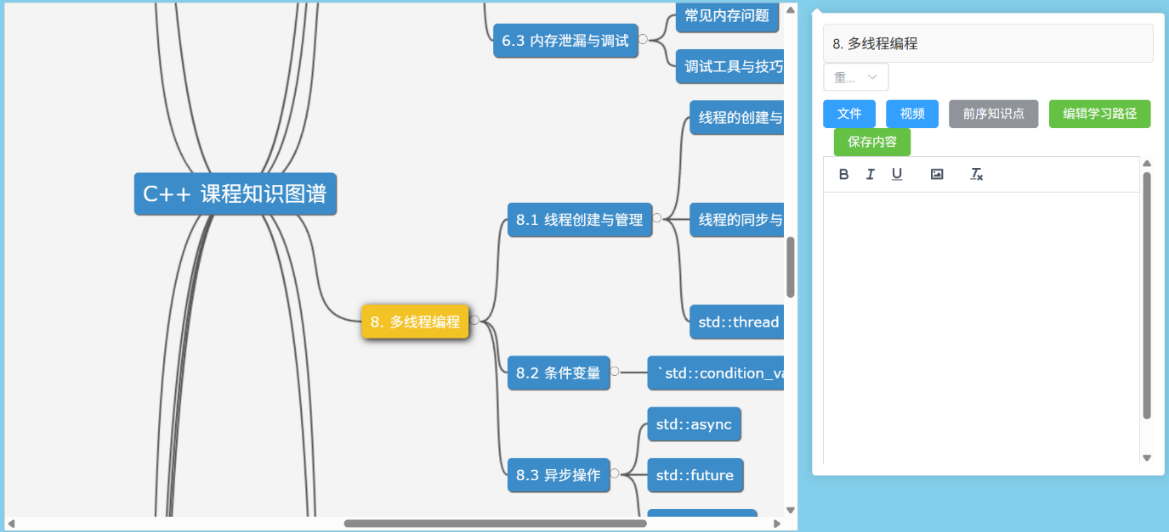 常见内存问题
6.3 内存泄漏与调试
调试工具与技巧
线程的创建与
C++ 课程知识图谱
8.1 线程创建与管理
线程的同步与
std::thread
8. 多线程编程
8.2 条件变量
`std::condition_va
std::async
8.3 异步操作
std::future
8. 多线程编程
重...
文件
视频
前序知识点
编辑学习路径
保存内容
B I U